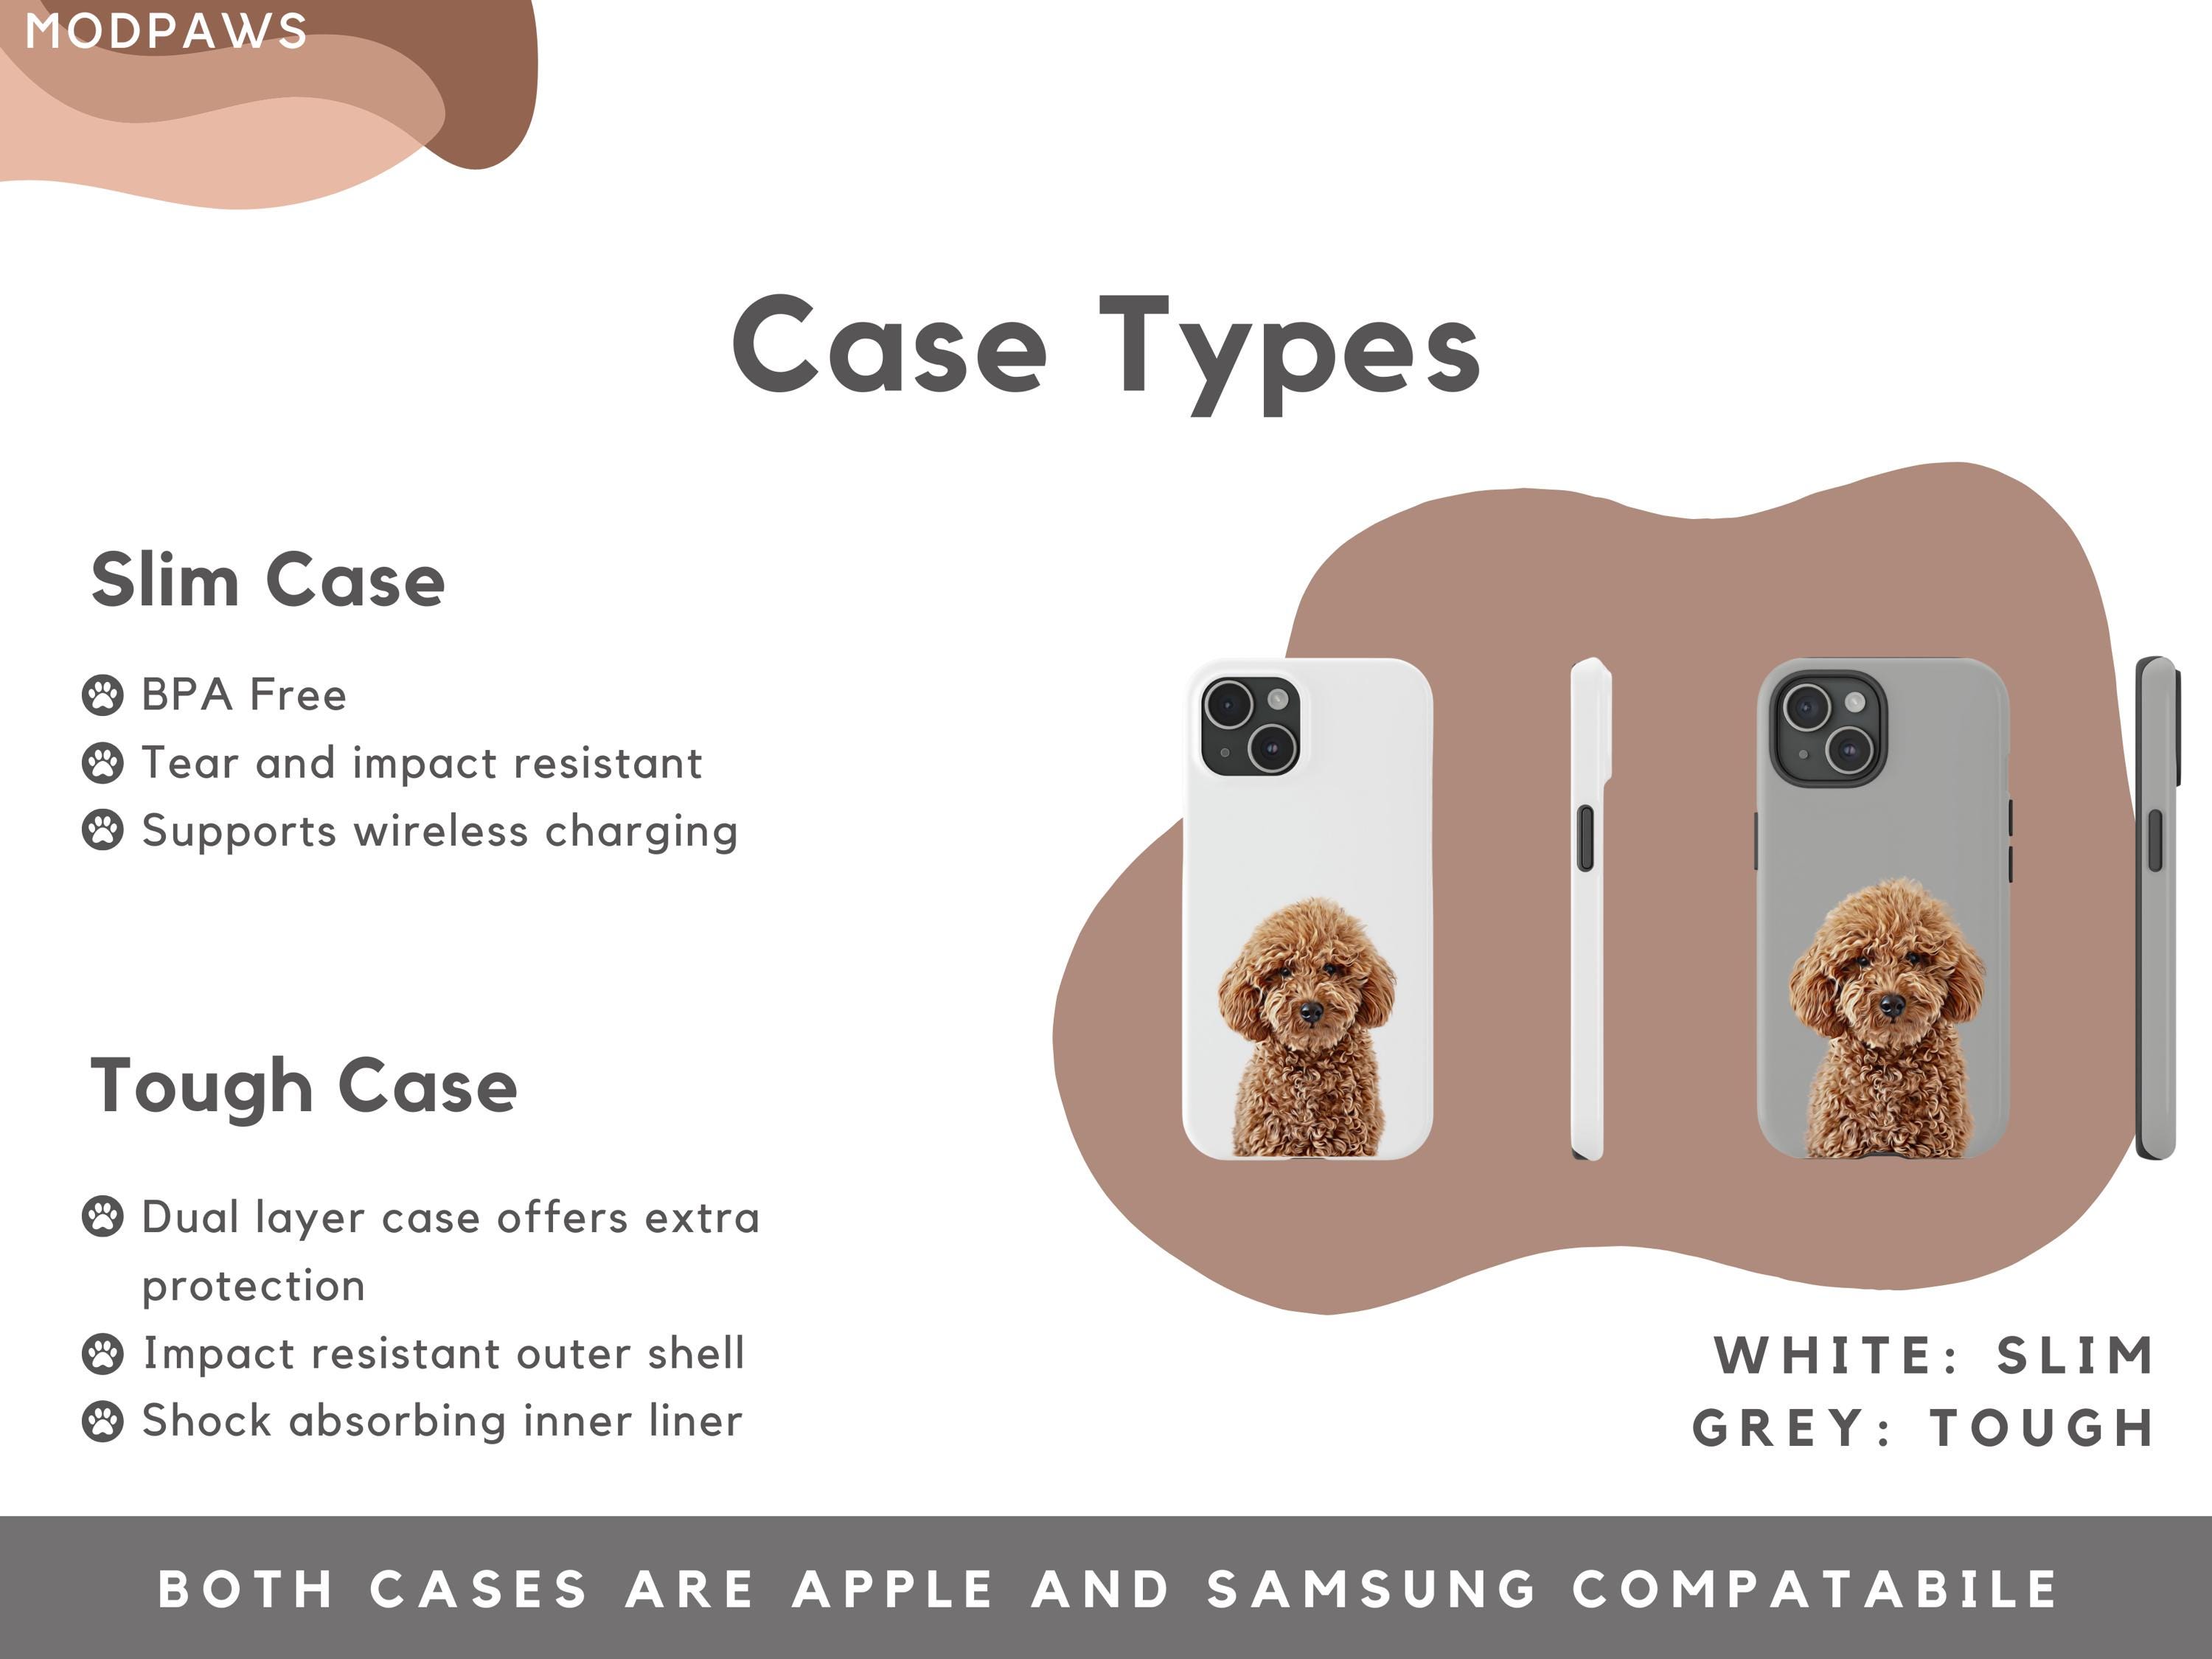 MODPAWS
Case Types
Slim Case
BPA Free
Tear and impact resistant
Supports wireless charging
Tough Case
Dual layer case offers extra
protection
Impact resistant outer shell
Shock absorbing inner liner
WHITE: SLIM
GREY: TOUGH
BOTH CASES ARE APPLE AND SAMSUNG COMPATABILE